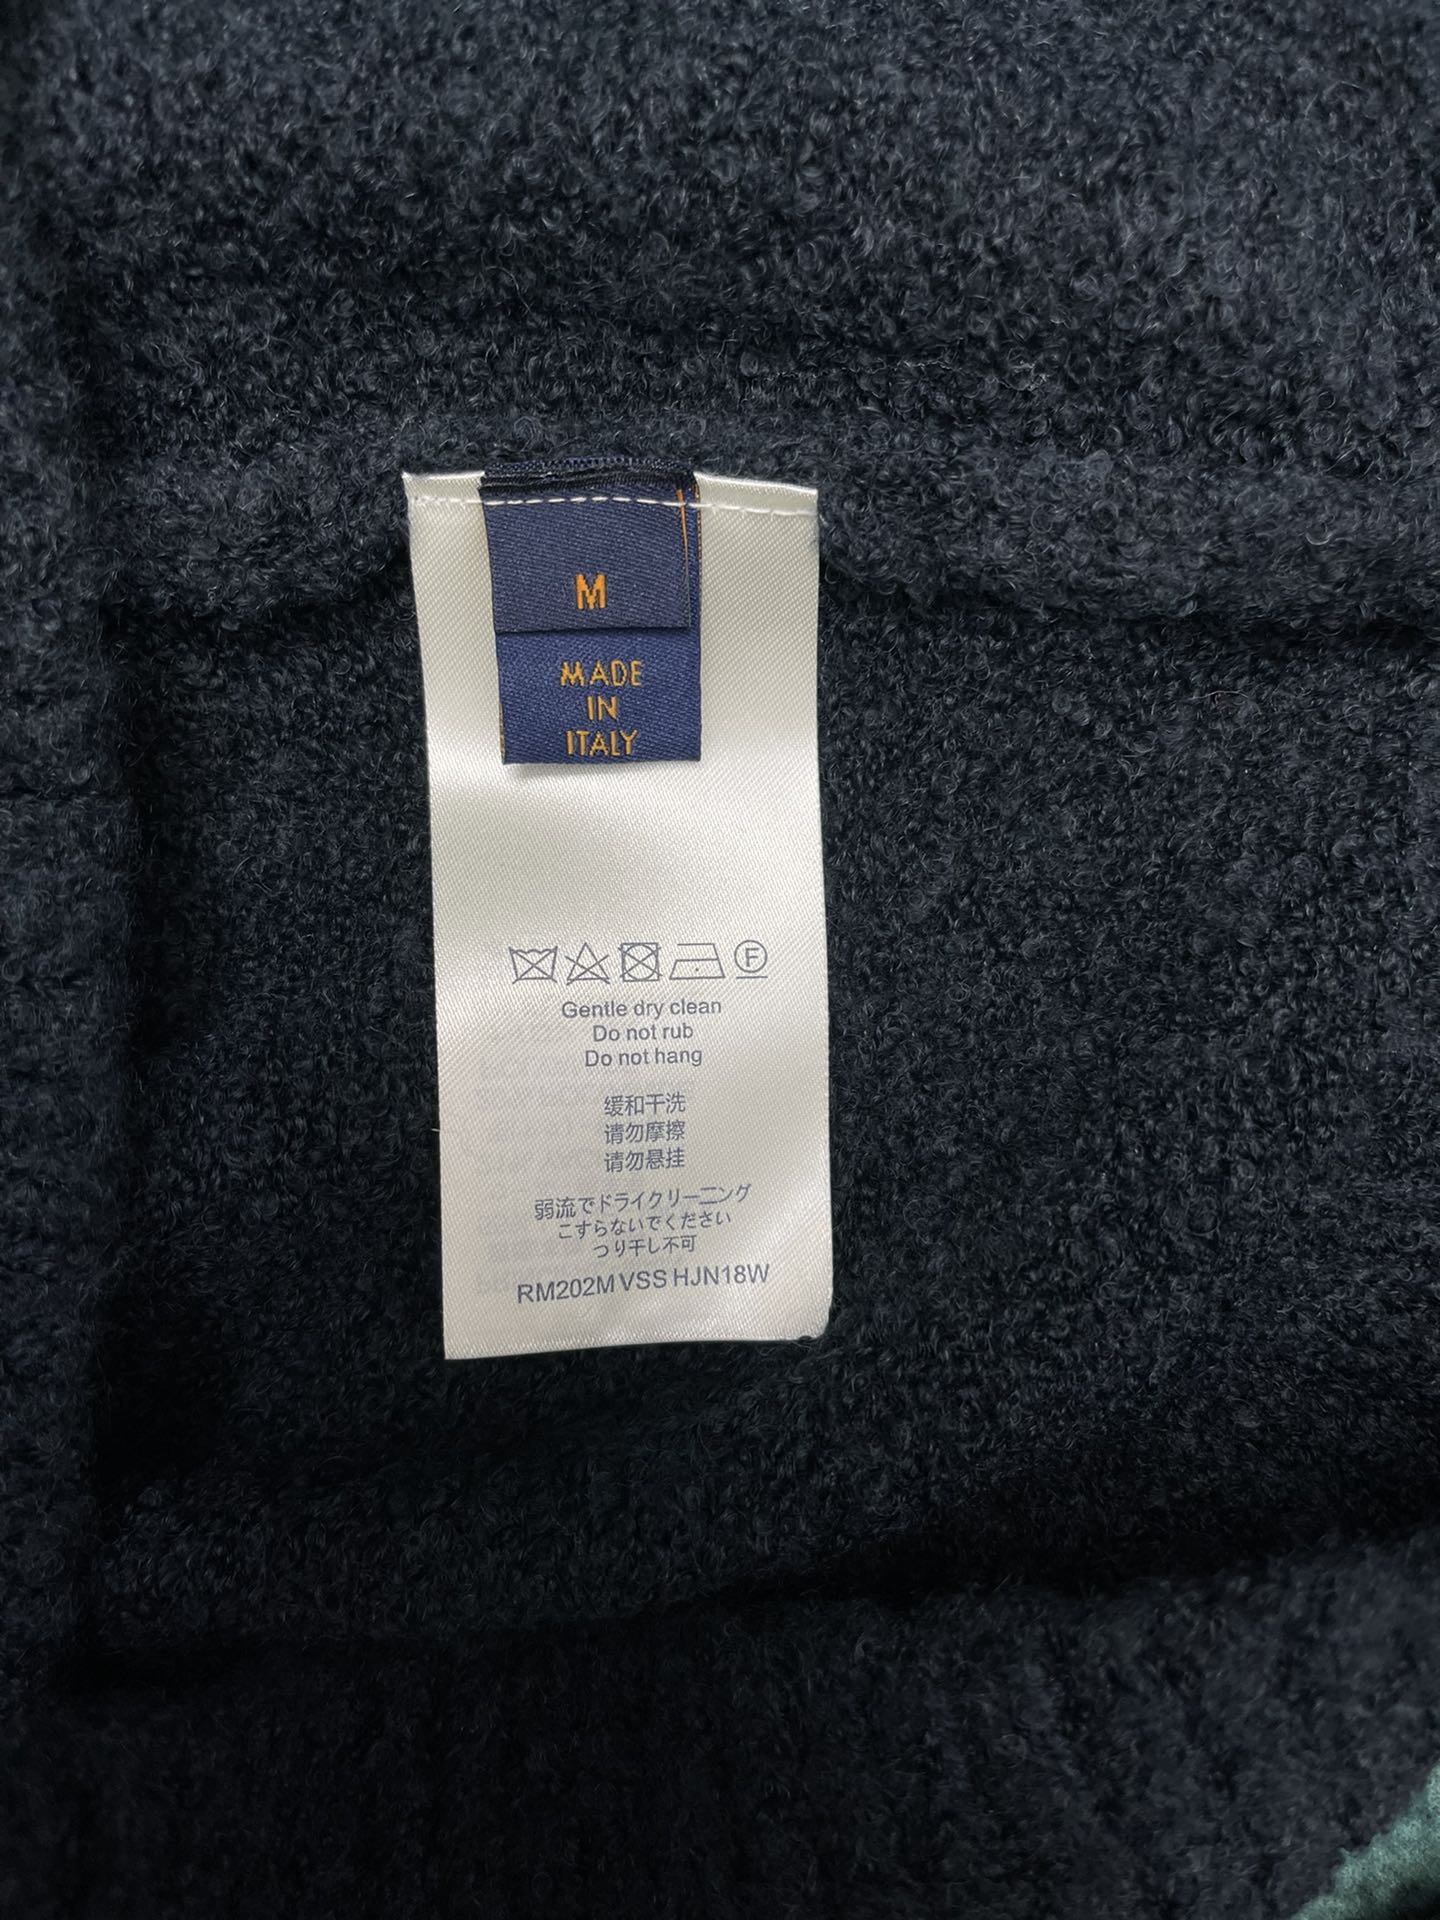 M
MADE
IN
ITALY
F
Gentle dry clean
Do not rub
Do not hang
缓和干洗
请勿摩擦
请勿悬挂
弱流でドライクリーニング
こすらないでください
つり干し不可
RM202M VSS HJN18W